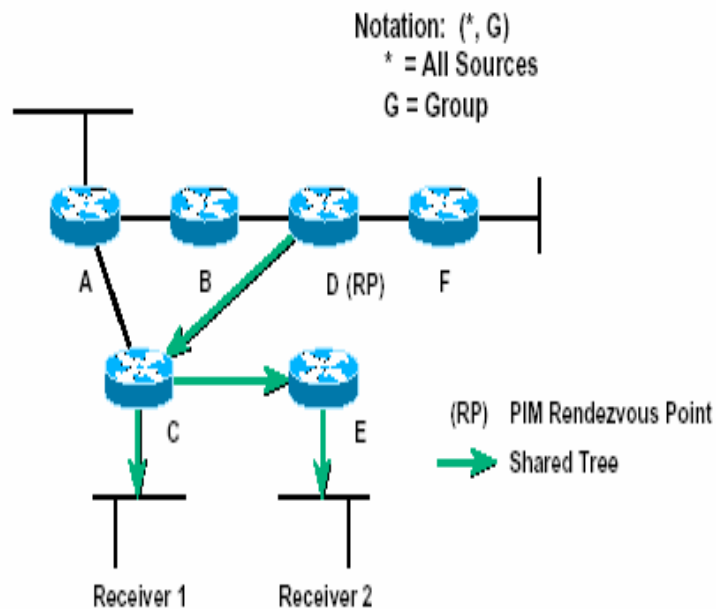 Notation: (*, G)
* = All Sources
G = Group
A
B
D (RP)
F
C
E
(RP) PIM Rendezvous Point
Shared Tree
Receiver 1
Receiver 2